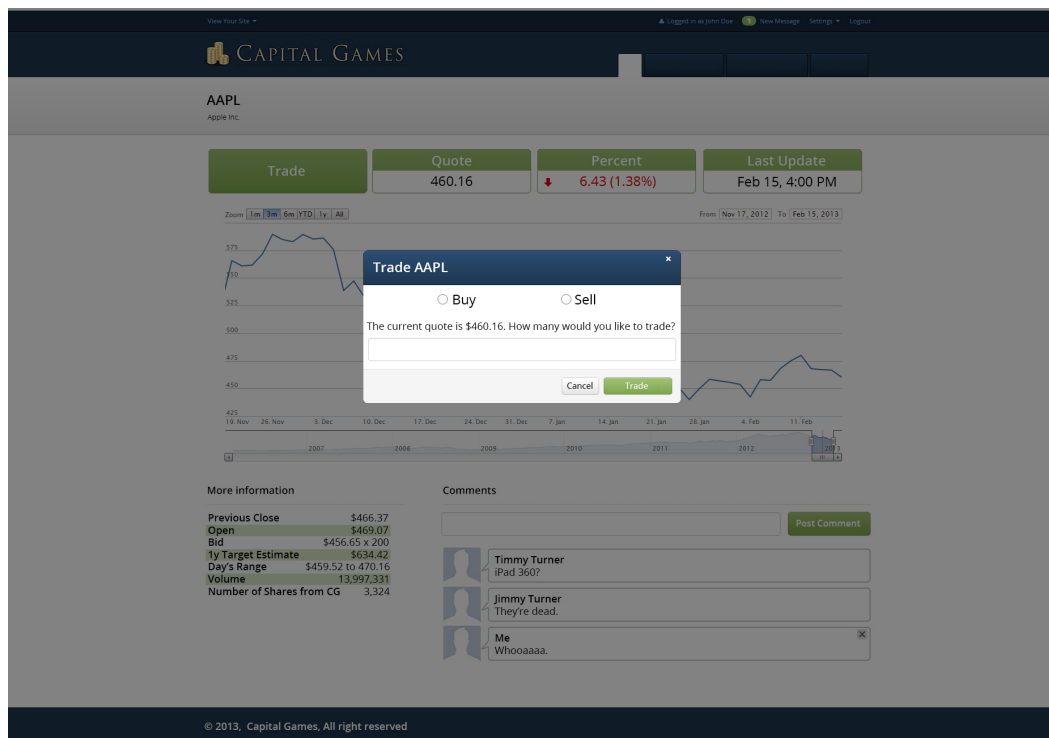 View Your Site
Logged in as John Doe 1 New Message Settings Logout
CAPITAL GAMES
AAPL
Apple Inc.
Trade
Quote
460.16
Percent
6.43 (1.38%)
Last Update
Feb 15, 4:00 PM
Zoom 1m 3m 6m YTD 1y All
From Nov 17, 2012 To Feb 15, 2013
575
550
525
500
475
450
425
Trade AAPL
Buy Sell
The current quote is $460.16. How many would you like to trade?
Cancel Trade
19. Nov 26. Nov 3. Dec 10. Dec 17. Dec 24. Dec 31. Dec 7. Jan 14. Jan 21. Jan 28. Jan 4. Feb 11. Feb
2007 2008 2009 2010 2011 2012 2013
More information
Previous Close $466.37
Open $469.07
Bid $456.65 x 200
1y Target Estimate $634.42
Day's Range $459.52 to 470.16
Volume 13,997,331
Number of Shares from CG 3,324
Comments
Post Comment
Timmy Turner
iPad 360?
Jimmy Turner
They're dead.
Me
Whooaaaa.
© 2013, Capital Games, All right reserved